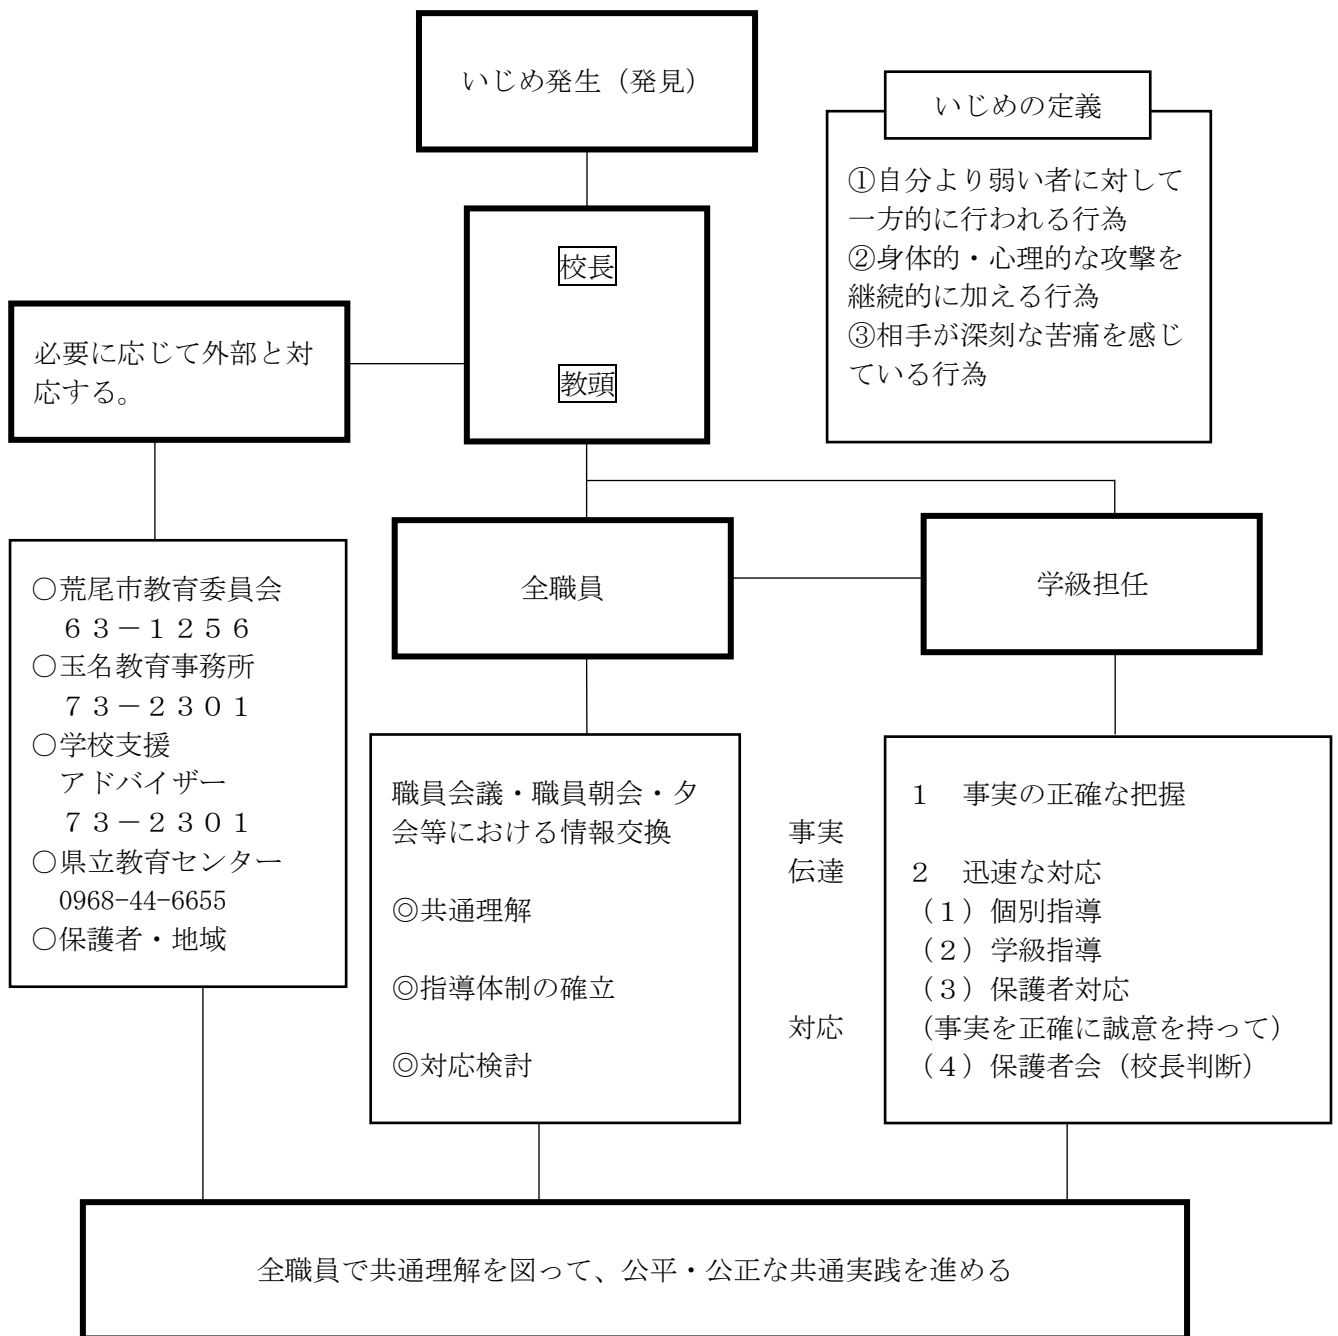 いじめ発生（発見）
いじめの定義
①自分より弱い者に対して
一方的に行われる行為
②身体的・心理的な攻撃を
継続的に加える行為
③相手が深刻な苦痛を感じ
ている行為
校長
教頭
必要に応じて外部と対
応する。
全職員
学級担任
○荒尾市教育委員会
６３－１２５６
○玉名教育事務所
７３－２３０１
○学校支援
アドバイザー
７３－２３０１
○県立教育センター
0968-44-6655
○保護者・地域
職員会議・職員朝会・夕
会等における情報交換
◎共通理解
◎指導体制の確立
◎対応検討
事実
伝達
対応
１　事実の正確な把握
２　迅速な対応
（１）個別指導
（２）学級指導
（３）保護者対応
（事実を正確に誠意を持って）
（４）保護者会（校長判断）
全職員で共通理解を図って、公平・公正な共通実践を進める